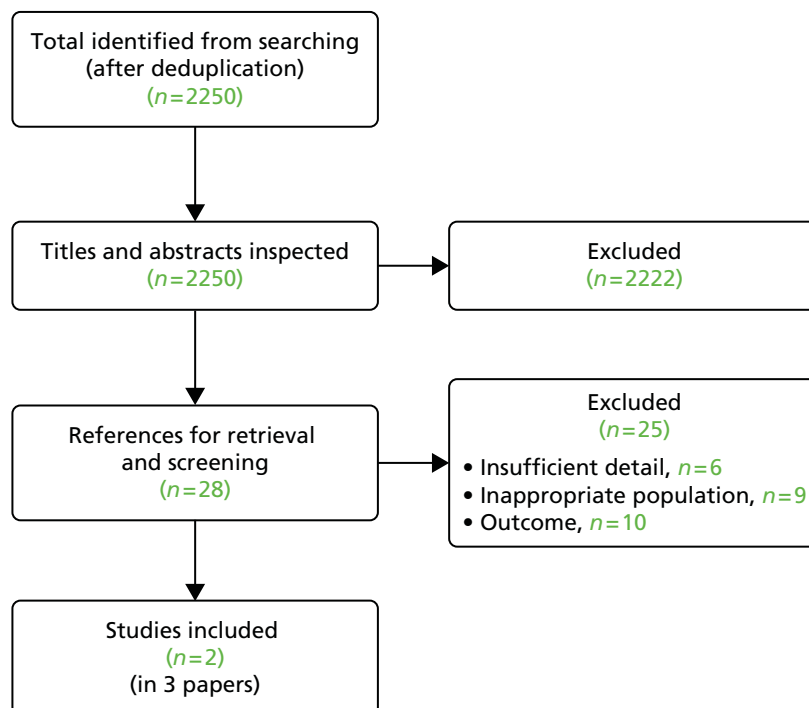 Total identified from searching
(after deduplication)
(n=2250)
Titles and abstracts inspected
(n=2250)
Excluded
(n=2222)
References for retrieval
and screening
(n=28)
Excluded
(n=25)
• Insufficient detail, n=6
• Inappropriate population, n=9
• Outcome, n=10
Studies included
(n=2)
(in 3 papers)